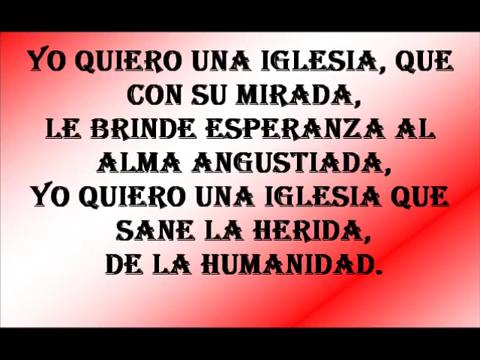 YO QUIERO UNA IGLESIA, QUE
CON SU MIRADA,
LE BRINDE ESPERANZA AL
ALMA ANGUSTIADA,
YO QUIERO UNA IGLESIA QUE
SANE LA HERIDA,
DE LA HUMANIDAD.